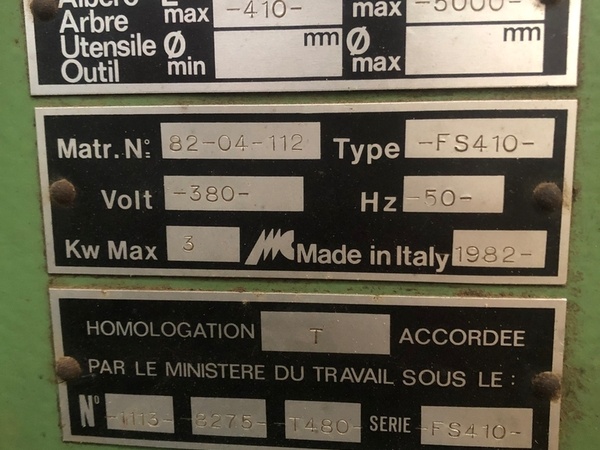 Albero L max -410- max -5000-
Arbre
Utensile Ø mm Ø mm
Outil min max
Matr. N° 82-04-112 Type -FS410-
Volt -380- Hz -50-
Kw Max 3 Made in Italy 1982-
HOMOLOGATION T ACCORDEE
PAR LE MINISTERE DU TRAVAIL SOUS LE :
N° -1113- -8275- -T480- SERIE -FS410-